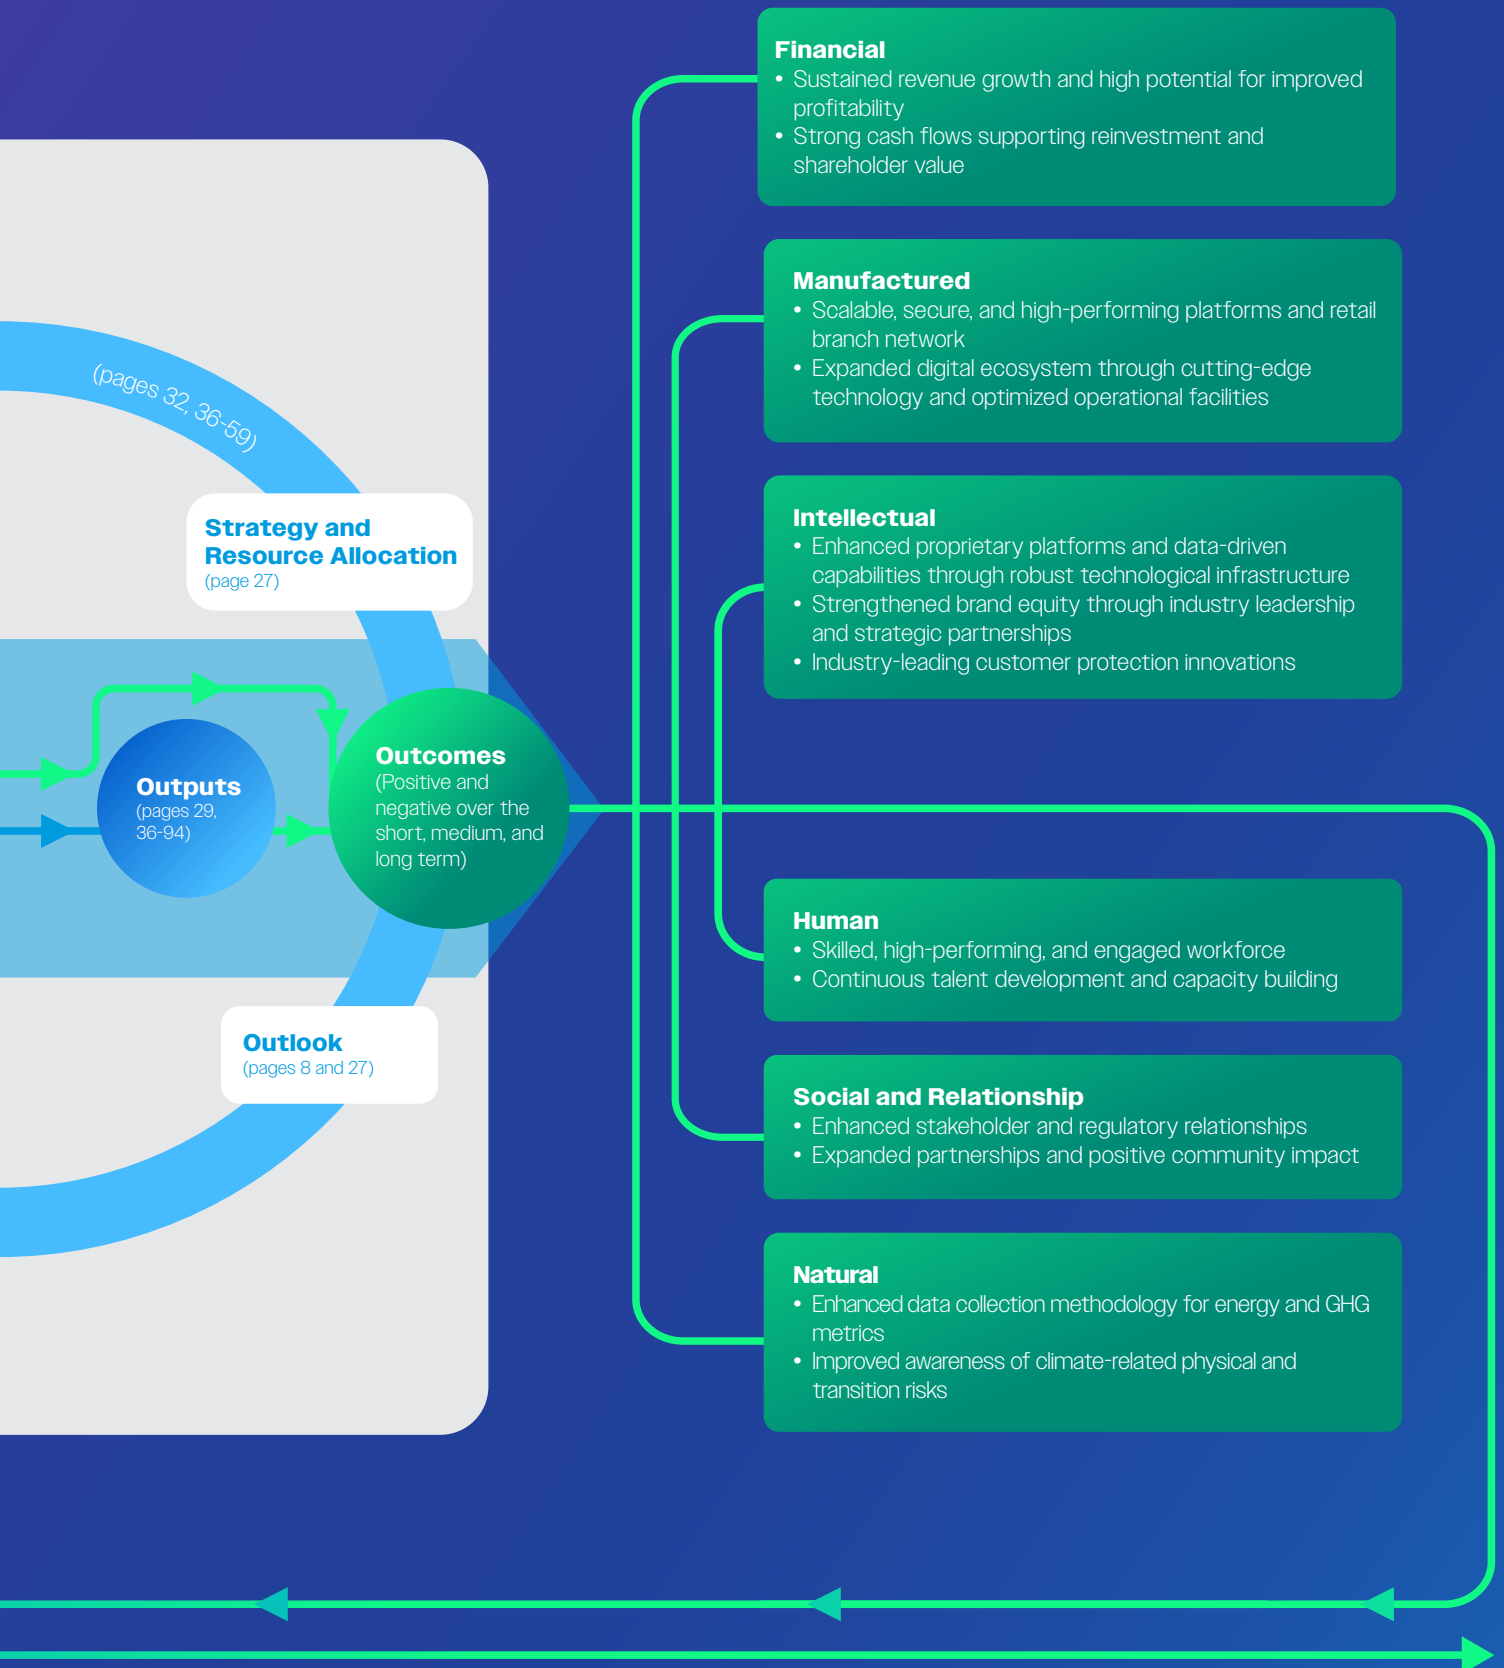 (pages 32, 36-59)
Strategy and
Resource Allocation
(page 27)
Outputs
(pages 29,
36-94)
Outcomes
(Positive and
negative over the
short, medium, and
long term)
Outlook
(pages 8 and 27)
Financial
• Sustained revenue growth and high potential for improved
profitability
• Strong cash flows supporting reinvestment and
shareholder value
Manufactured
• Scalable, secure, and high-performing platforms and retail
branch network
• Expanded digital ecosystem through cutting-edge
technology and optimized operational facilities
Intellectual
• Enhanced proprietary platforms and data-driven
capabilities through robust technological infrastructure
• Strengthened brand equity through industry leadership
and strategic partnerships
• Industry-leading customer protection innovations
Human
• Skilled, high-performing, and engaged workforce
• Continuous talent development and capacity building
Social and Relationship
• Enhanced stakeholder and regulatory relationships
• Expanded partnerships and positive community impact
Natural
• Enhanced data collection methodology for energy and GHG
metrics
• Improved awareness of climate-related physical and
transition risks